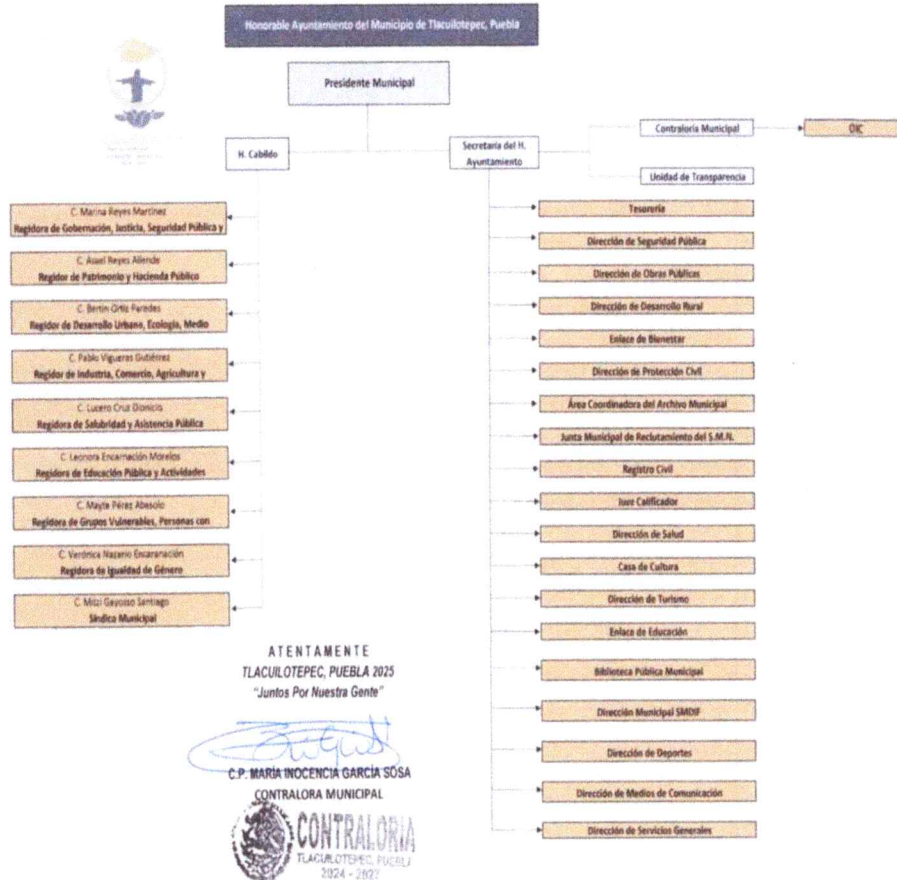 Honorable Ayuntamiento del Municipio de Tlacuilotepec, Puebla
Presidente Municipal
H. Cabildo
Secretaría del H.
Ayuntamiento
Contraloría Municipal
OIC
Unidad de Transparencia
C. Marina Reyes Martínez
Regidora de Gobernación, Justicia, Seguridad Pública y
C. Asael Reyes Allende
Regidor de Patrimonio y Hacienda Público
C. Bertin Ortiz Paredes
Regidor de Desarrollo Urbano, Ecología, Medio
C. Pablo Vigueras Gutiérrez
Regidor de Industria, Comercio, Agricultura y
C. Lucero Cruz Dionicio
Regidora de Salubridad y Asistencia Pública
C. Leonora Encarnación Morelos
Regidora de Educación Pública y Actividades
C. Mayte Pérez Abasolo
Regidora de Grupos Vulnerables, Personas con
C. Verónica Nazario Encarnación
Regidora de Igualdad de Género
C. Mitzi Gayosso Santiago
Síndica Municipal
Tesorería
Dirección de Seguridad Pública
Dirección de Obras Públicas
Dirección de Desarrollo Rural
Enlace de Bienestar
Dirección de Protección Civil
Área Coordinadora del Archivo Municipal
Junta Municipal de Reclutamiento del S.M.N.
Registro Civil
Juez Calificador
Dirección de Salud
Casa de Cultura
Dirección de Turismo
Enlace de Educación
Biblioteca Pública Municipal
Dirección Municipal SMDIF
Dirección de Deportes
Dirección de Medios de Comunicación
Dirección de Servicios Generales
ATENTAMENTE
TLACUILOTEPEC, PUEBLA 2025
"Juntos Por Nuestra Gente"
C.P. MARÍA INOCENCIA GARCÍA SOSA
CONTRALORA MUNICIPAL
CONTRALORIA
TLACUILOTEPEC, PUEBLA
2024 - 2027